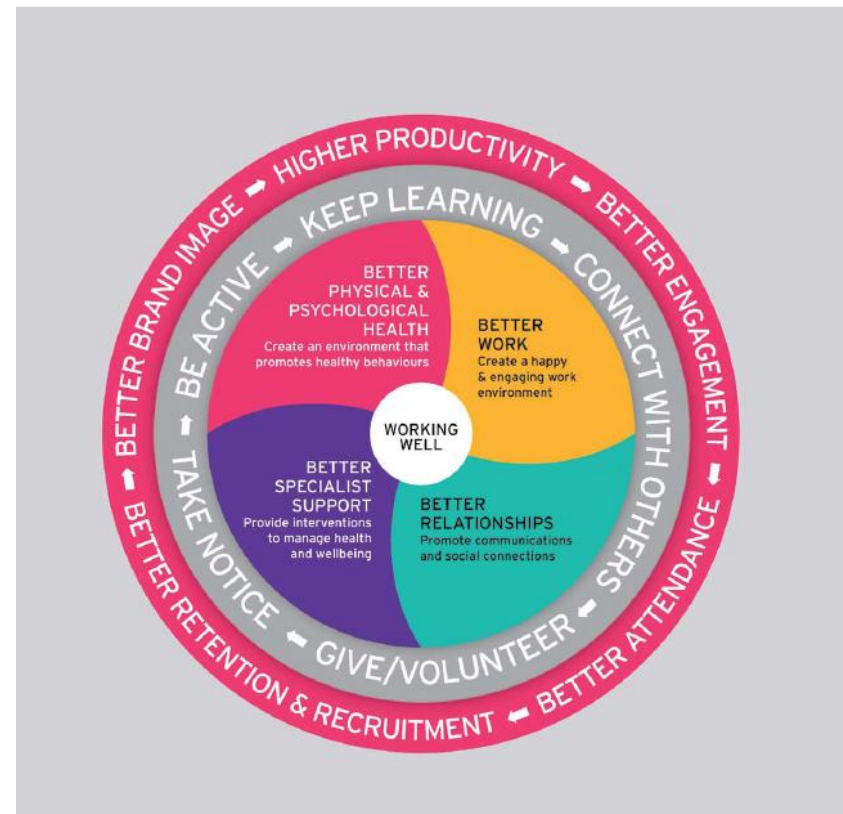 HIGHER PRODUCTIVITY
BETTER ENGAGEMENT
BETTER ATTENDANCE
BETTER RETENTION & RECRUITMENT
BETTER BRAND IMAGE
KEEP LEARNING
CONNECT WITH OTHERS
GIVE/VOLUNTEER
TAKE NOTICE
BE ACTIVE
BETTER
PHYSICAL &
PSYCHOLOGICAL
HEALTH
Create an environment that
promotes healthy behaviours
BETTER
WORK
Create a happy
& engaging work
environment
WORKING
WELL
BETTER
SPECIALIST
SUPPORT
Provide interventions
to manage health
and wellbeing
BETTER
RELATIONSHIPS
Promote communications
and social connections